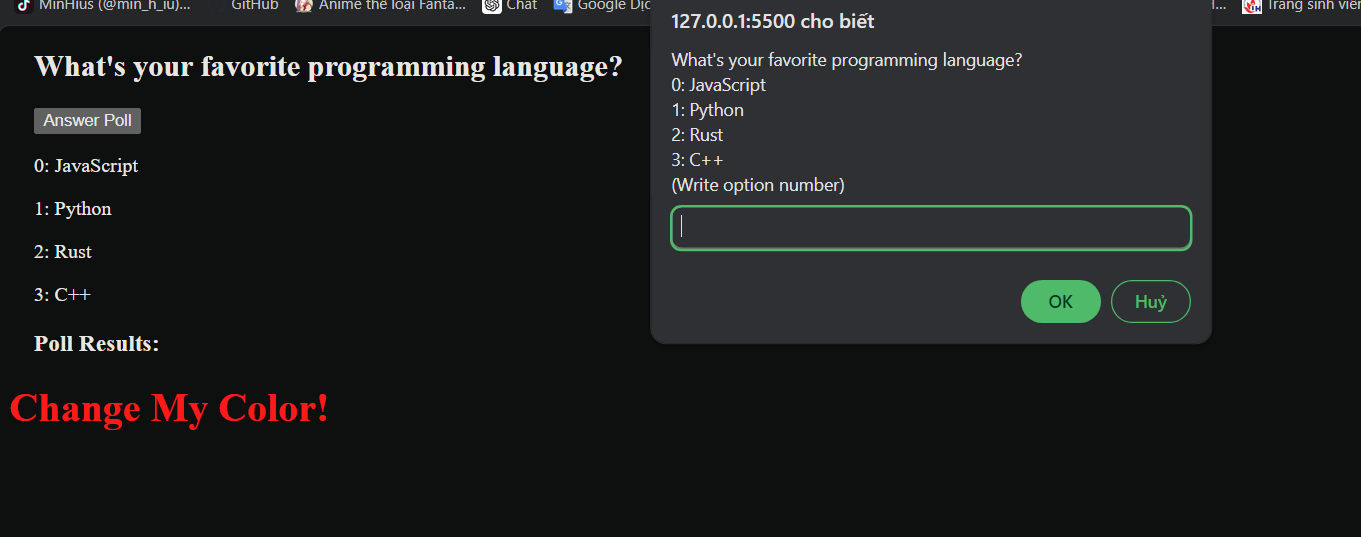 MinHius (@min_h_iu)...
GitHub
Anime thể loại Fanta...
Chat
Google
Trang sinh viên
What's your favorite programming language?
Answer Poll
0: JavaScript
1: Python
2: Rust
3: C++
Poll Results:
Change My Color!
127.0.0.1:5500 cho biết
What's your favorite programming language?
0: JavaScript
1: Python
2: Rust
3: C++
(Write option number)
OK
Huỷ